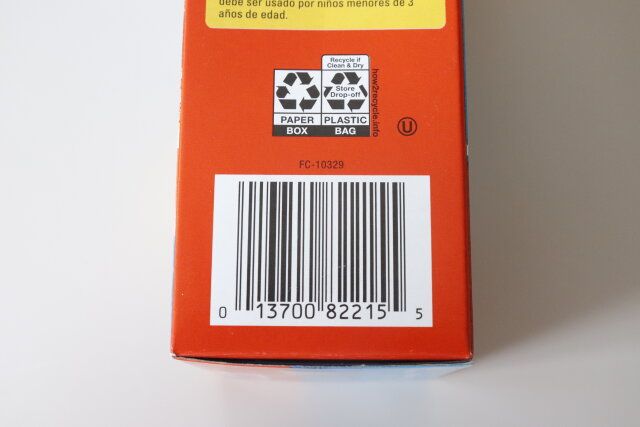 debe ser usado por niños menores de 3
años de edad.
Recycle if
Clean & Dry
Store
Drop-off
PAPER PLASTIC
BOX BAG
how2recycle.info
U
FC-10329
0 13700 82215 5